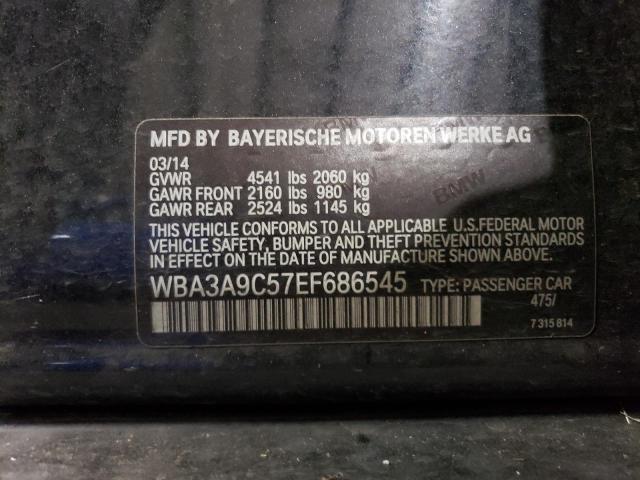 MFD BY BAYERISCHE MOTOREN WERKE AG
03/14
GVWR 4541 lbs 2060 kg
GAWR FRONT 2160 lbs 980 kg
GAWR REAR 2524 lbs 1145 kg
THIS VEHICLE CONFORMS TO ALL APPLICABLE U.S.FEDERAL MOTOR
VEHICLE SAFETY, BUMPER AND THEFT PREVENTION STANDARDS
IN EFFECT ON THE DATE OF MANUFACTURE SHOWN ABOVE.
WBA3A9C57EF686545 TYPE: PASSENGER CAR
475/
7 315 814
BMW